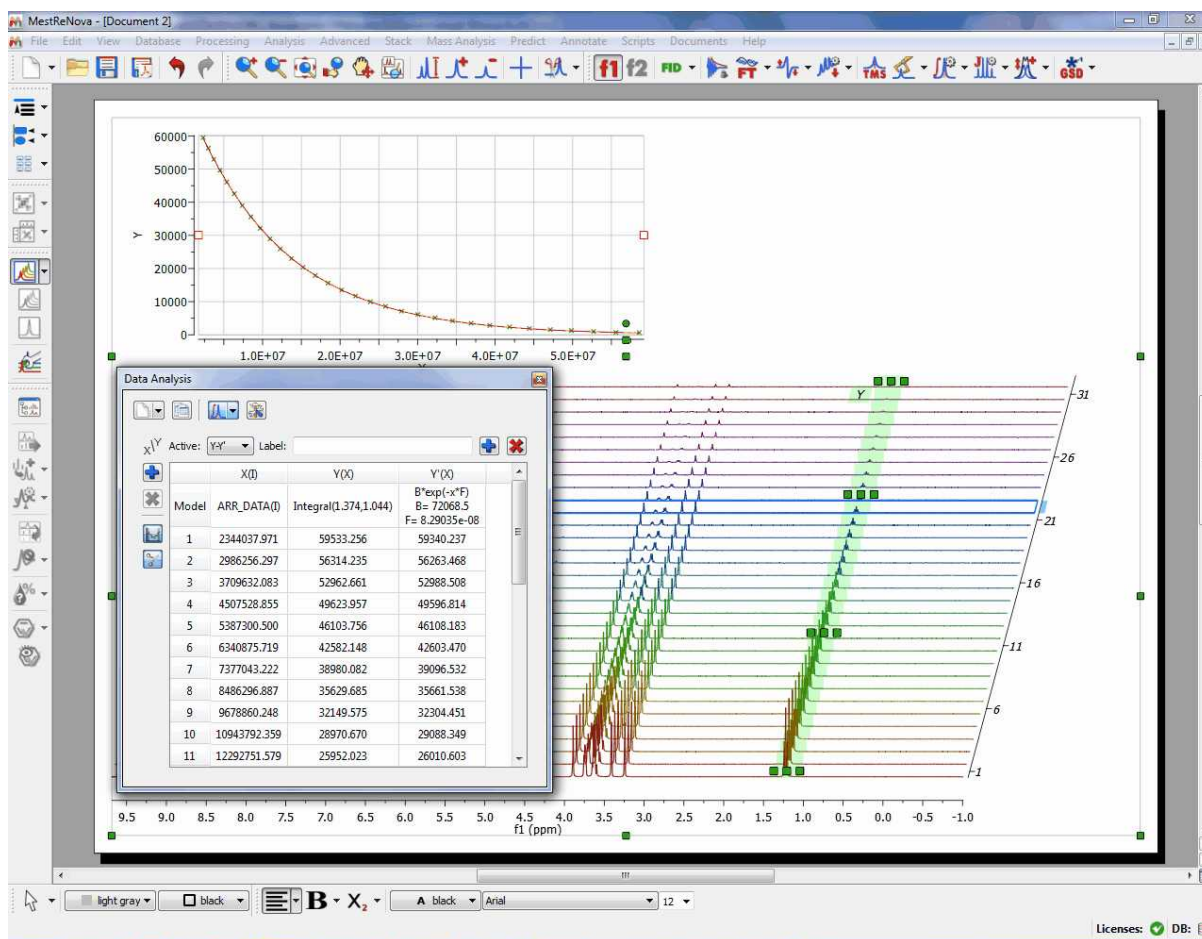 MestReNova - [Document 2]
File Edit View Database Processing Analysis Advanced Stack Mass Analysis Predict Annotate Scripts Documents Help
f1 f2 FID FT TMS GSD
60000
50000
40000
30000
20000
10000
0
Y
1.0E+07 2.0E+07 3.0E+07 4.0E+07 5.0E+07
Data Analysis
X Y Active: Y-Y' Label:
X(I) Y(X) Y'(X)
Model ARR_DATA(I) Integral(1.374,1.044) B*exp(-x*F)
B= 72068.5
F= 8.29035e-08
1 2344037.971 59533.256 59340.237
2 2986256.297 56314.235 56263.468
3 3709632.083 52962.661 52988.508
4 4507528.855 49623.957 49596.814
5 5387300.500 46103.756 46108.183
6 6340875.719 42582.148 42603.470
7 7377043.222 38980.082 39096.532
8 8486296.887 35629.685 35661.538
9 9678860.248 32149.575 32304.451
10 10943792.359 28970.670 29088.349
11 12292751.579 25952.023 26010.603
Y
31
26
21
16
11
6
1
9.5 9.0 8.5 8.0 7.5 7.0 6.5 6.0 5.5 5.0 4.5 4.0 3.5 3.0 2.5 2.0 1.5 1.0 0.5 0.0 -0.5 -1.0
f1 (ppm)
light gray black B X2 A black Arial 12
Licenses: DB: